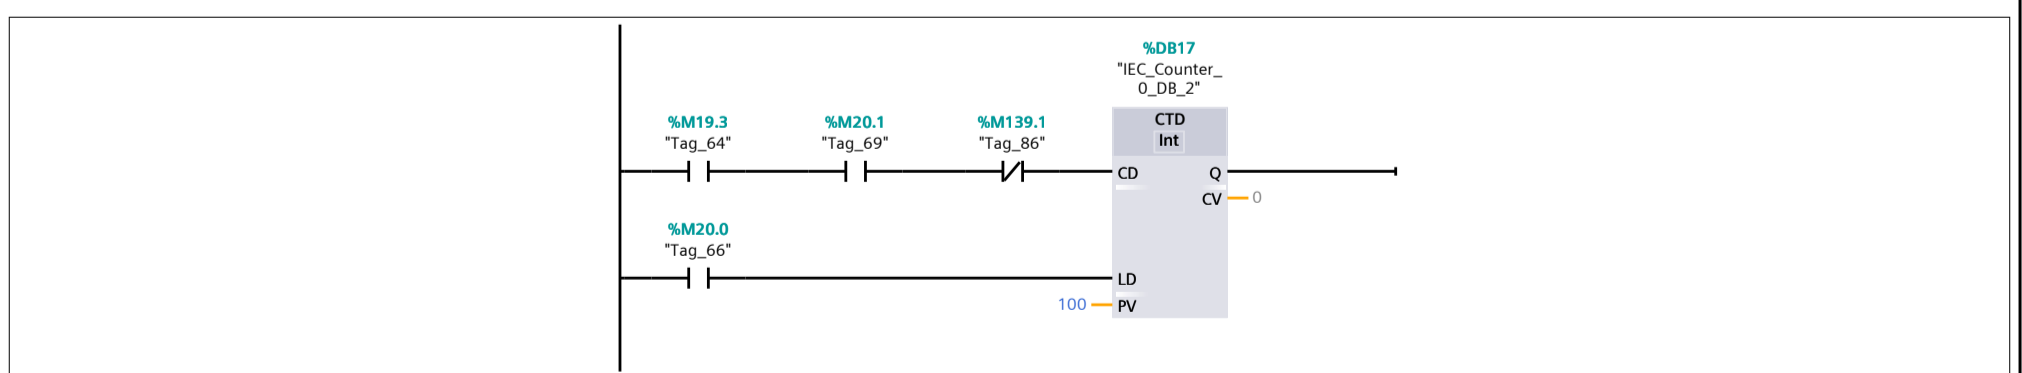 %DB17
"IEC_Counter_
0_DB_2"
CTD
Int
%M19.3
"Tag_64"
%M20.1
"Tag_69"
%M139.1
"Tag_86"
CD
Q
CV
0
%M20.0
"Tag_66"
LD
100
PV